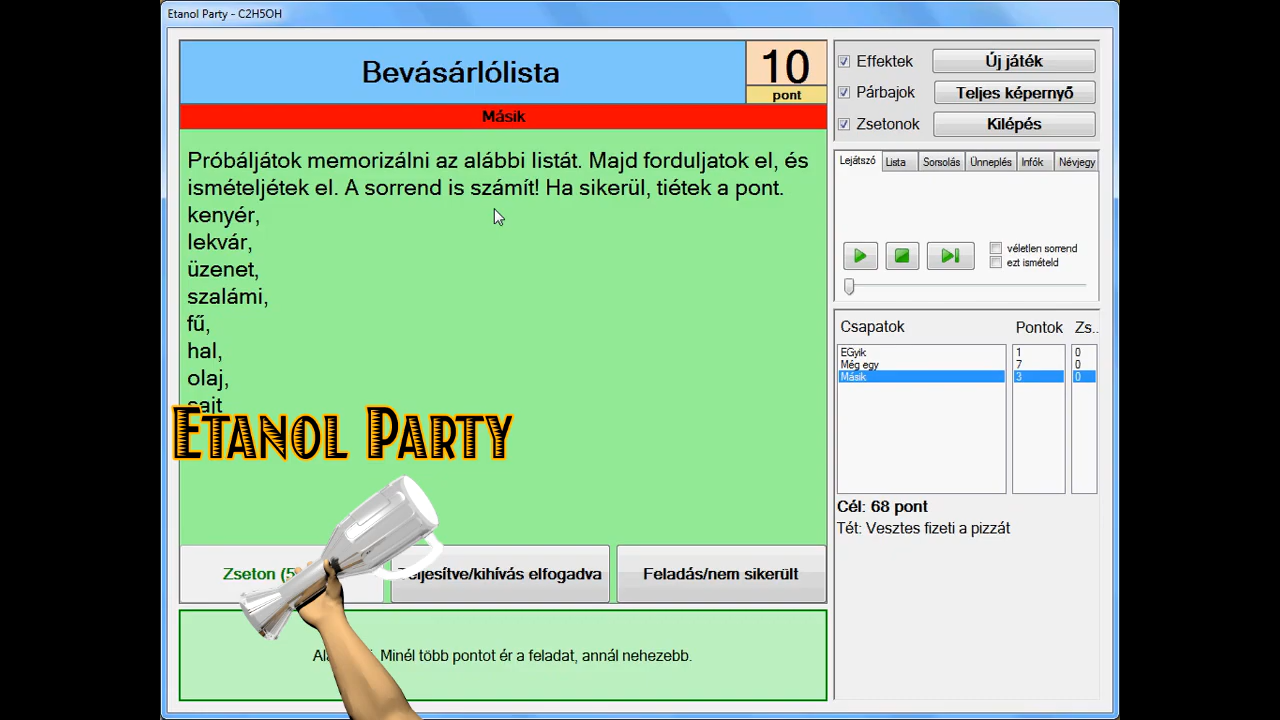 Etanol Party - C2H5OH
Bevásárlólista
10
pont
Másik
Próbáljátok memorizálni az alábbi listát. Majd forduljatok el, és
ismételjétek el. A sorrend is számít! Ha sikerül, tiétek a pont.
kenyér,
lekvár,
üzenet,
szalámi,
fű,
hal,
olaj,
sajt
ETANOL PARTY
Zseton (5
Teljesítve/kihívás elfogadva
Feladás/nem sikerült
Minél több pontot ér a feladat, annál nehezebb.
Effektek
Új játék
Párbajok
Teljes képernyő
Zsetonok
Kilépés
Lejátszó
Lista
Sorsolás
Ünneplés
Infók
Névjegy
véletlen sorrend
ezt ismételd
Csapatok Pontok Zs..
EGyik 1 0
Még egy 7 0
Másik 3 0
Cél: 68 pont
Tét: Vesztes fizeti a pizzát